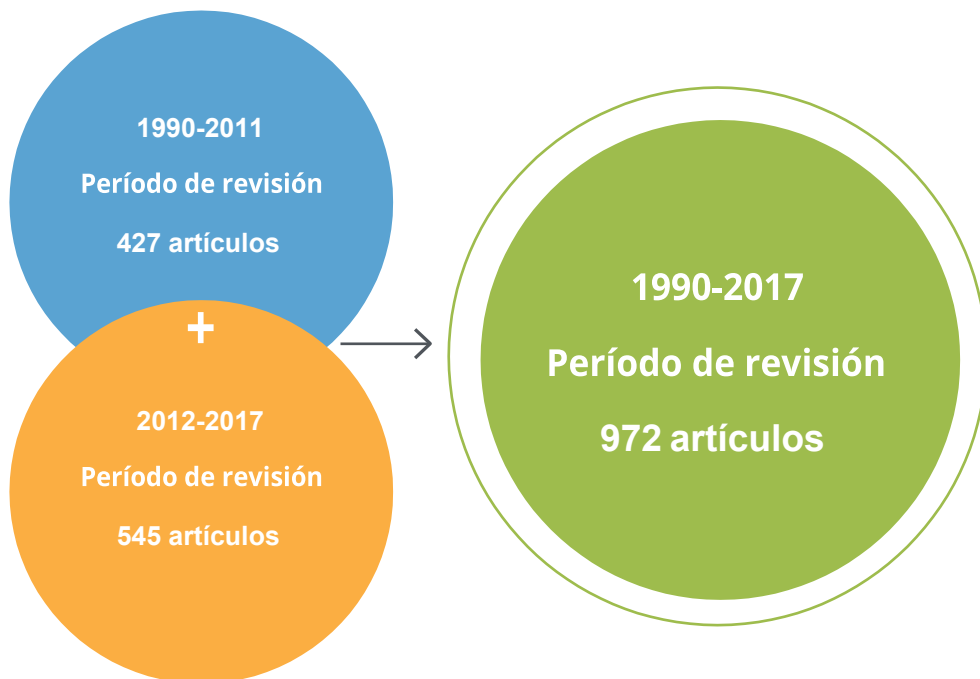 1990-2011
Período de revisión
427 artículos
+
2012-2017
Período de revisión
545 artículos
1990-2017
Período de revisión
972 artículos